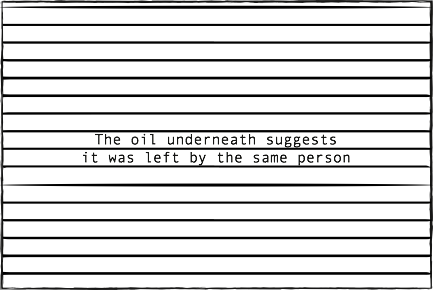 The oil underneath suggests
it was left by the same person